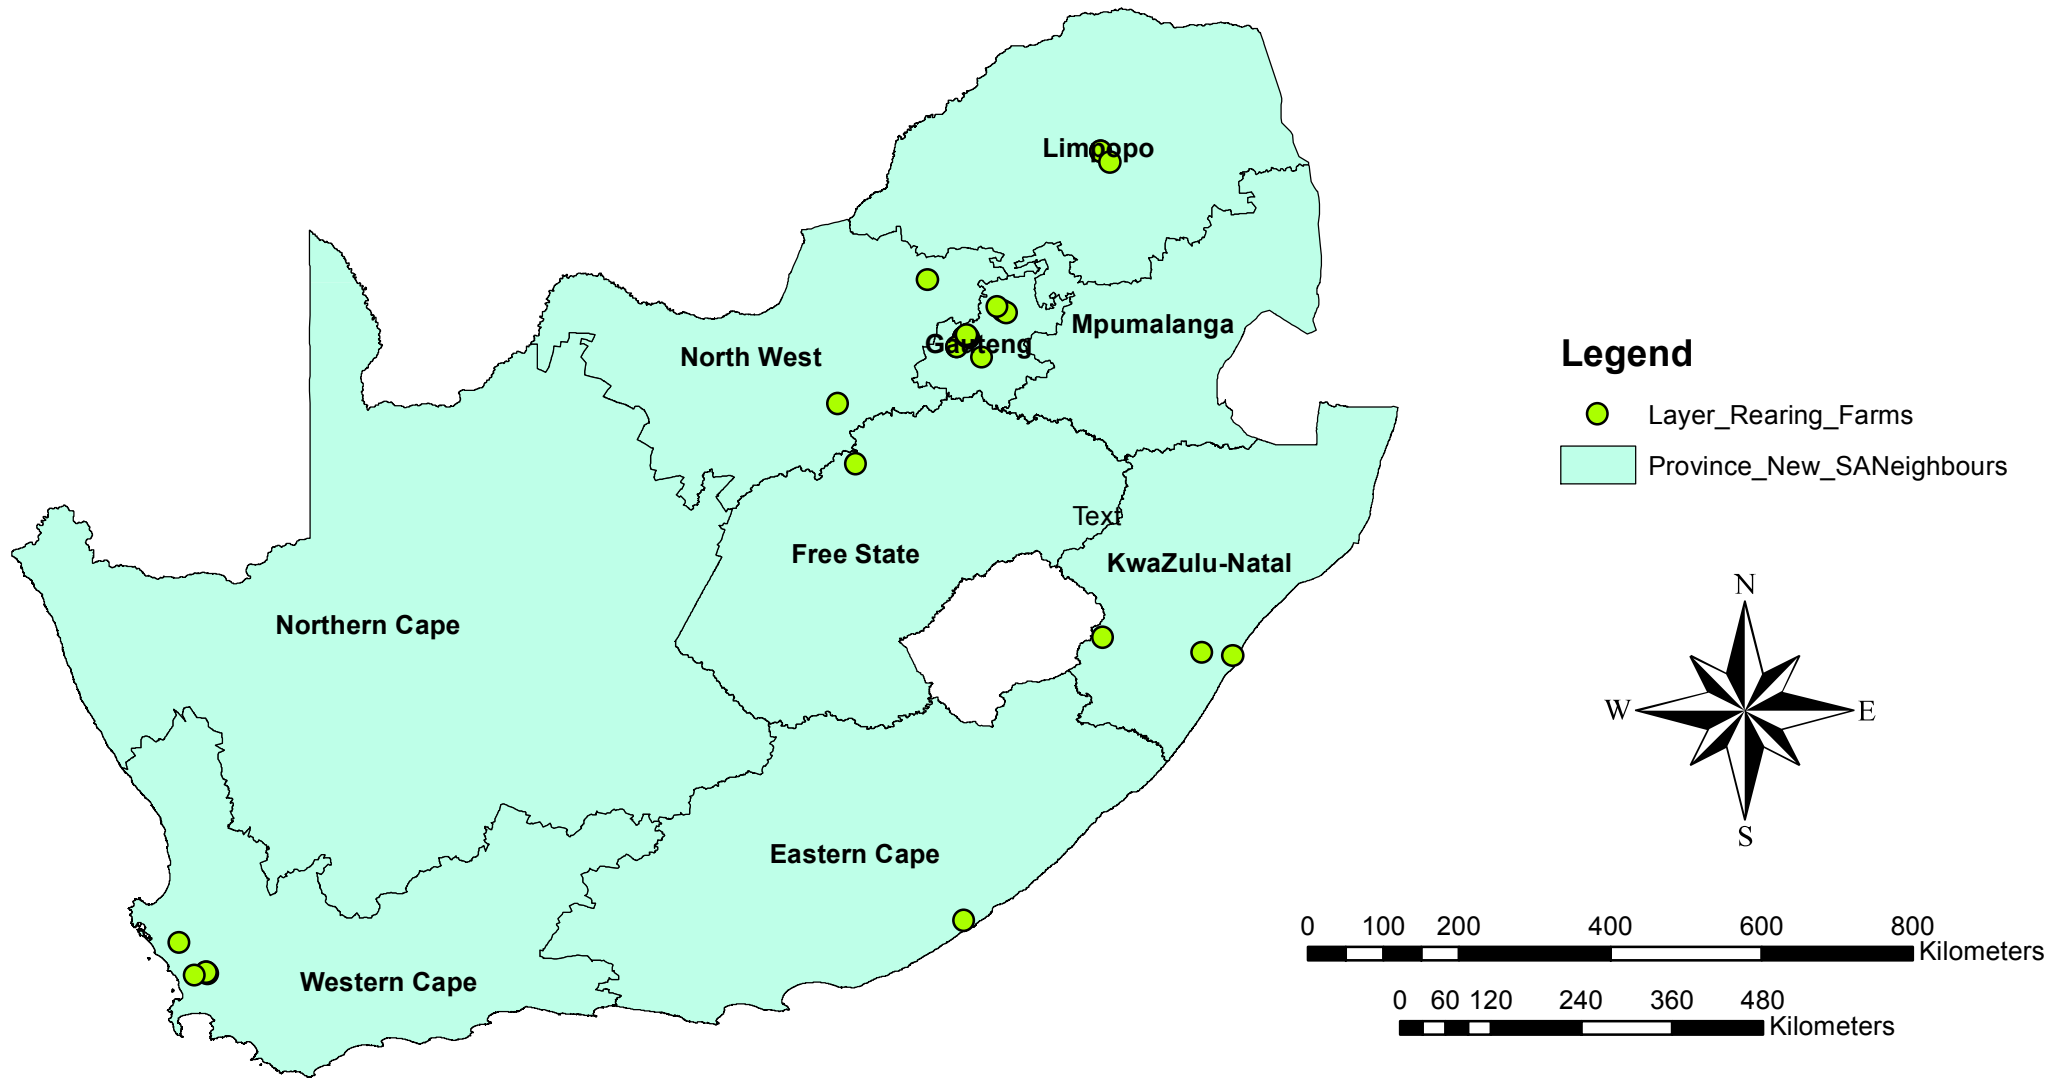 Limpopo
Mpumalanga
Gauteng
North West
Legend
Layer_Rearing_Farms
Province_New_SANeighbours
Text
Free State
KwaZulu-Natal
Northern Cape
N
W
E
S
Eastern Cape
Western Cape
0 100 200 400 600 800
Kilometers
0 60 120 240 360 480
Kilometers